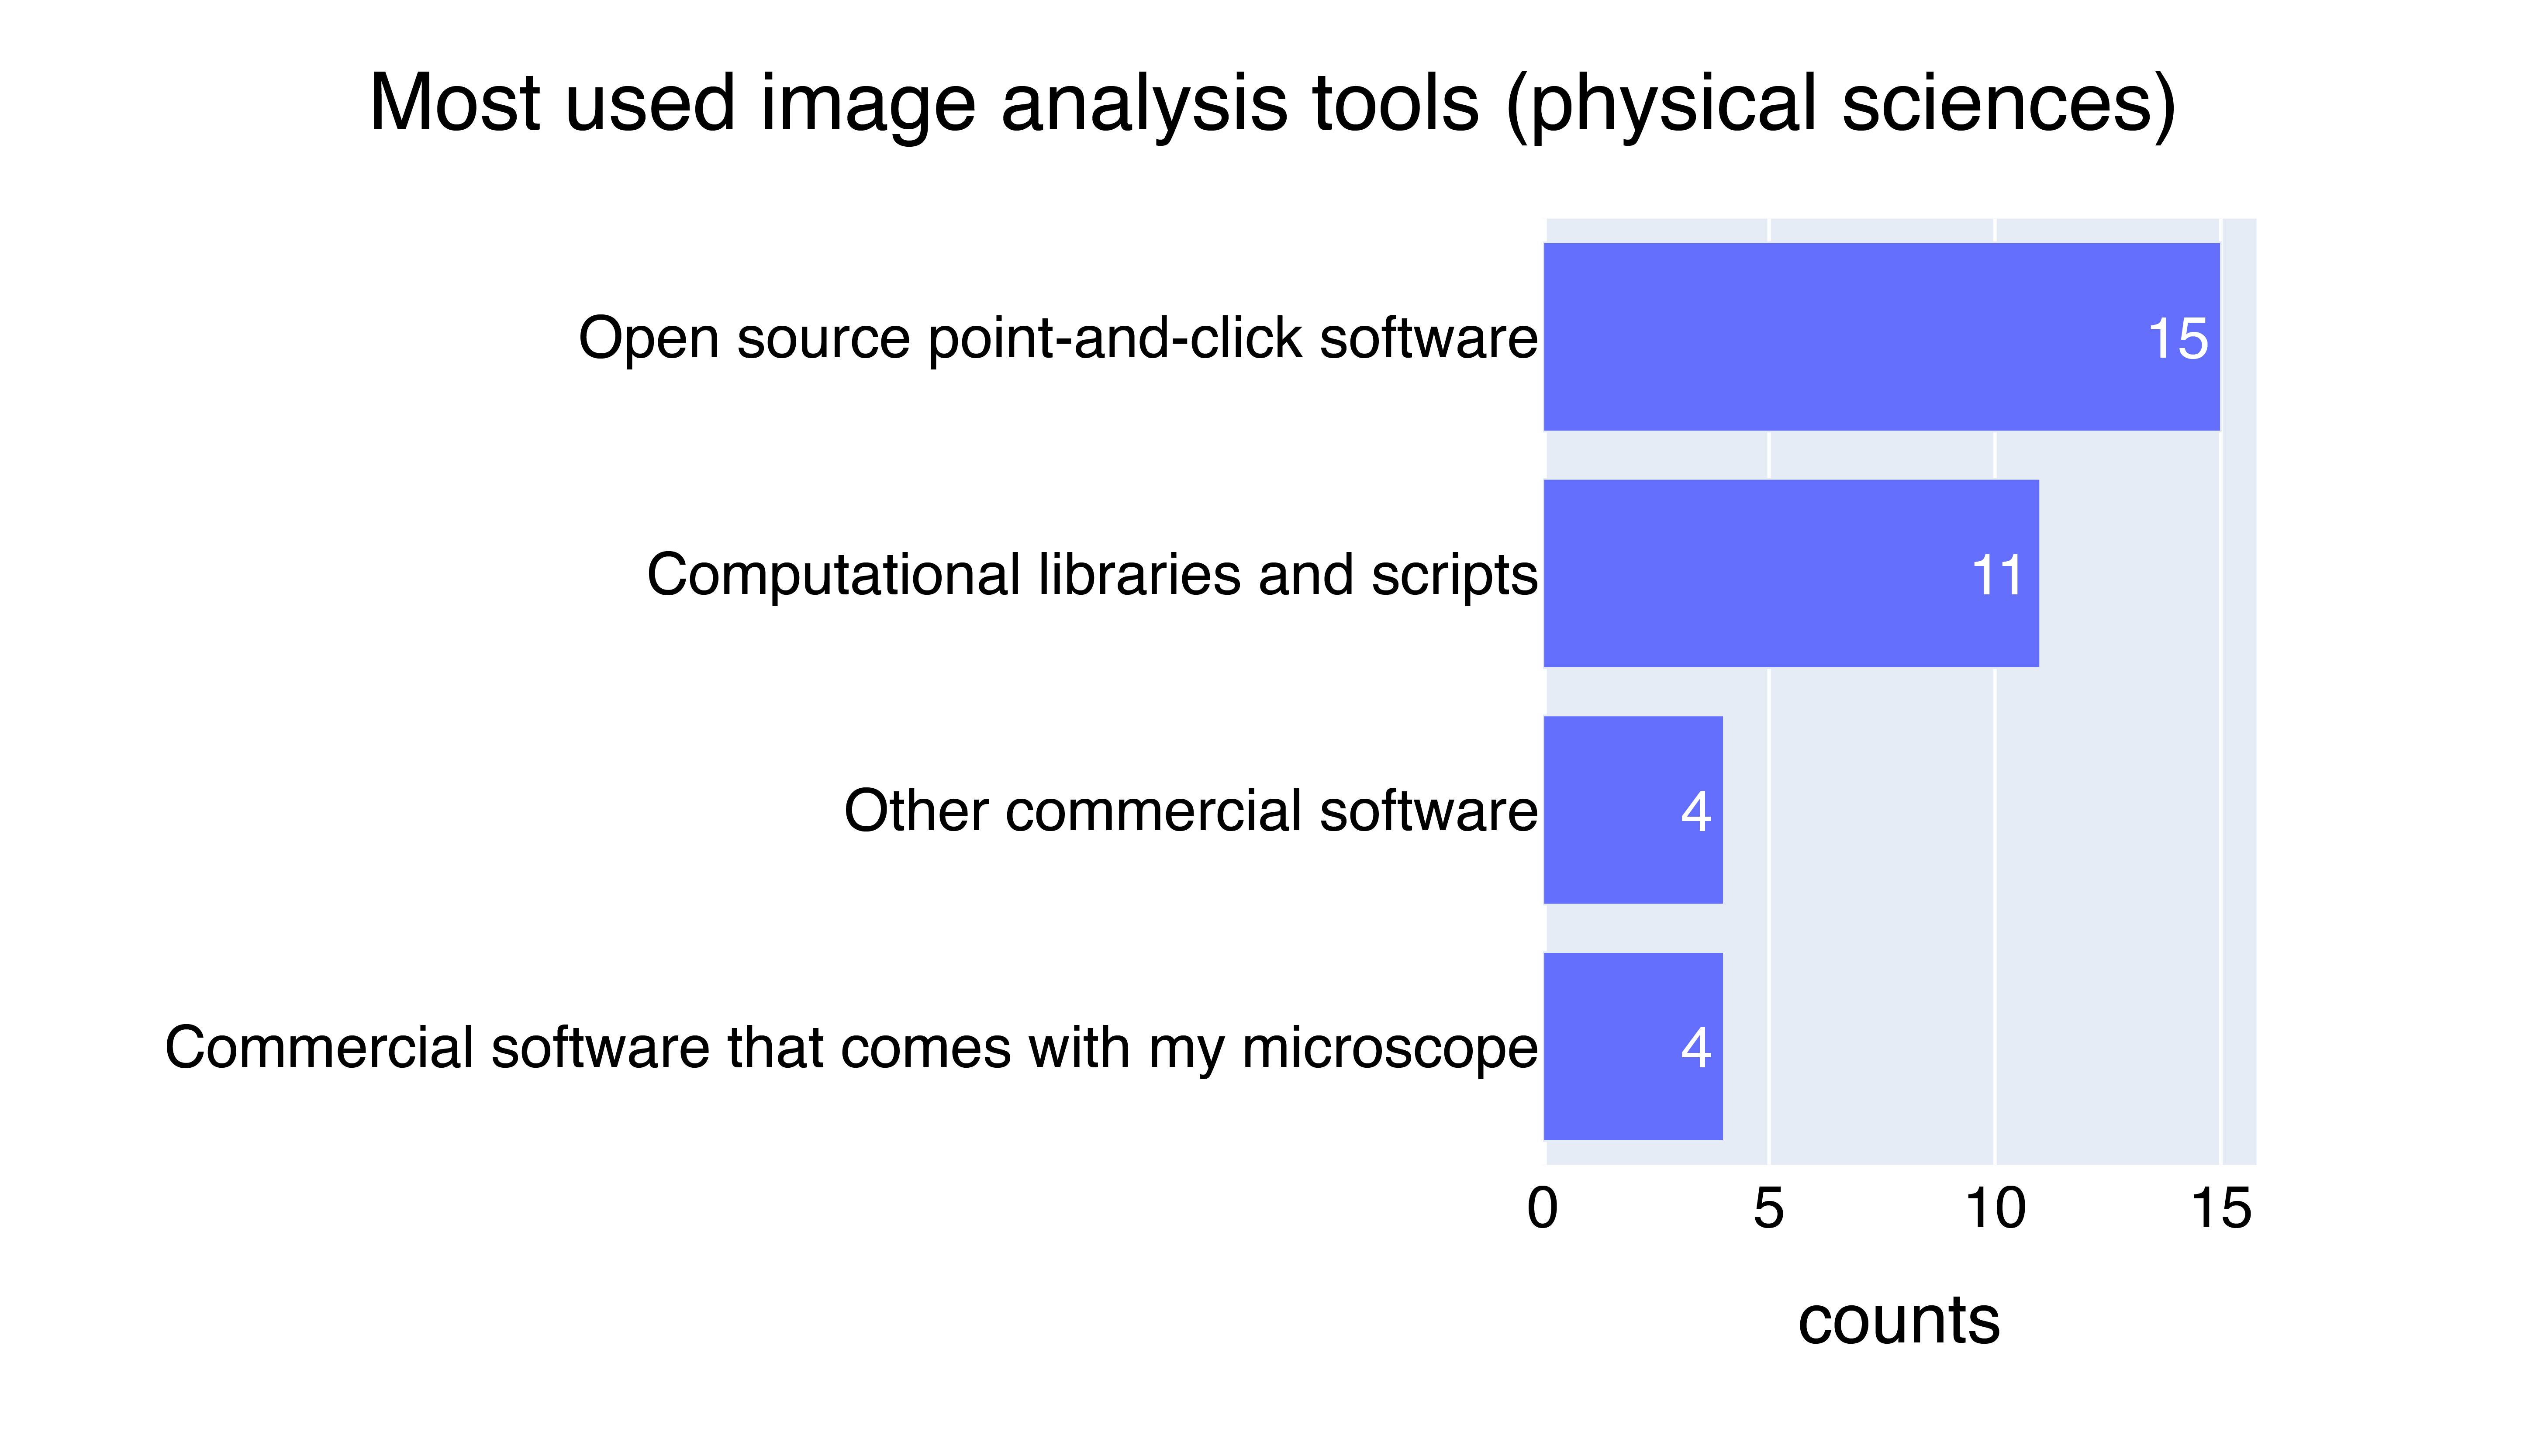 Most used image analysis tools (physical sciences)
Open source point-and-click software 15
Computational libraries and scripts 11
Other commercial software 4
Commercial software that comes with my microscope 4
0 5 10 15
counts